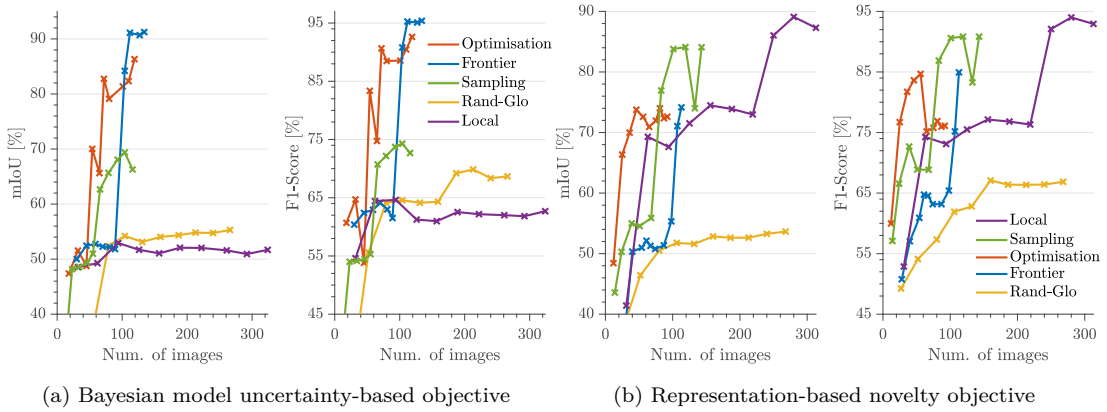 mIoU [%]
90
80
70
60
50
40
0
100
200
300
Num. of images
F1-Score [%]
95
85
75
65
55
45
0
100
200
300
Num. of images
Optimisation
Frontier
Sampling
Rand-Glo
Local
(a) Bayesian model uncertainty-based objective
mIoU [%]
90
80
70
60
50
40
0
100
200
300
Num. of images
F1-Score [%]
95
85
75
65
55
45
0
100
200
300
Num. of images
Local
Sampling
Optimisation
Frontier
Rand-Glo
(b) Representation-based novelty objective